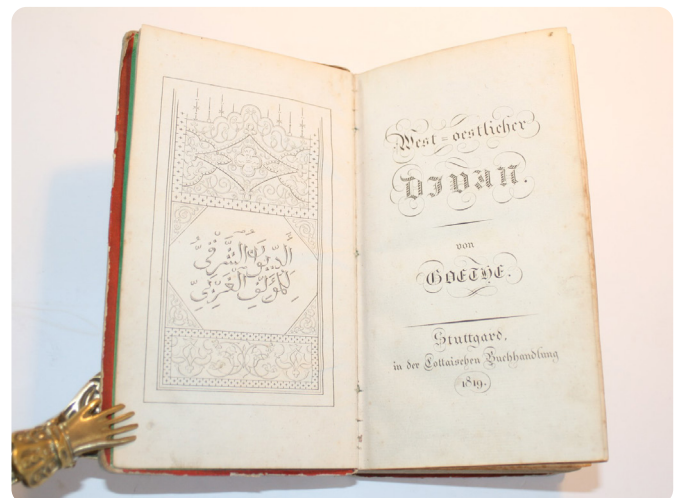 الديوان الشرقي
للمؤلف الغربي
West-oestlicher
DIVAN.
von
GOETHE.
Stuttgard,
in der Cottaischen Buchhandlung
1819.